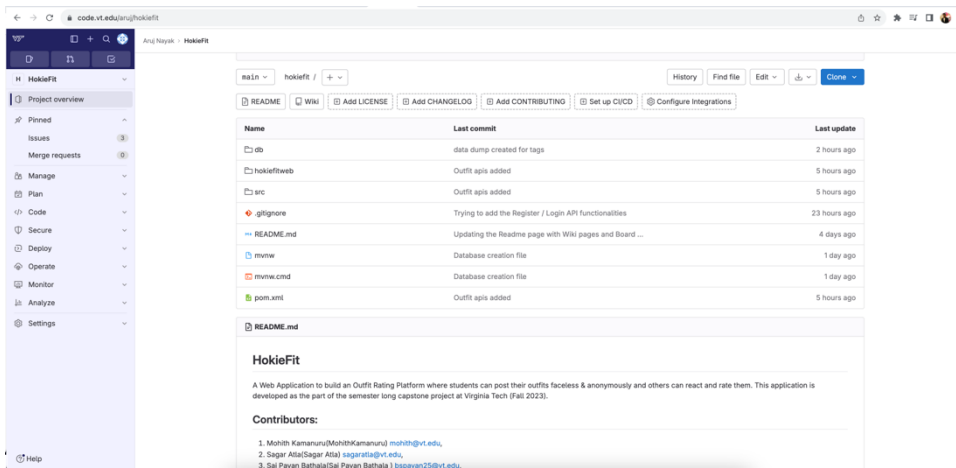 code.vt.edu/aruj/hokiefit
Aruj Nayak > HokieFit
H HokieFit
Project overview
Pinned
Issues 3
Merge requests 0
Manage
Plan
Code
Secure
Deploy
Operate
Monitor
Analyze
Settings
Help
main hokiefit / + History Find file Edit Clone
README Wiki Add LICENSE Add CHANGELOG Add CONTRIBUTING Set up CI/CD Configure Integrations
Name Last commit Last update
db data dump created for tags 2 hours ago
hokiefitweb Outfit apis added 5 hours ago
src Outfit apis added 5 hours ago
.gitignore Trying to add the Register / Login API functionalities 23 hours ago
README.md Updating the Readme page with Wiki pages and Board ... 4 days ago
mvnw Database creation file 1 day ago
mvnw.cmd Database creation file 1 day ago
pom.xml Outfit apis added 5 hours ago
README.md
HokieFit
A Web Application to build an Outfit Rating Platform where students can post their outfits faceless & anonymously and others can react and rate them. This application is
developed as the part of the semester long capstone project at Virginia Tech (Fall 2023).
Contributors:
1. Mohith Kamanuru(MohithKamanuru) mohith@vt.edu,
2. Sagar Atla(Sagar Atla) sagaratla@vt.edu,
3. Sai Pavan Bathala(Sai Pavan Bathala ) bspavan25@vt.edu,